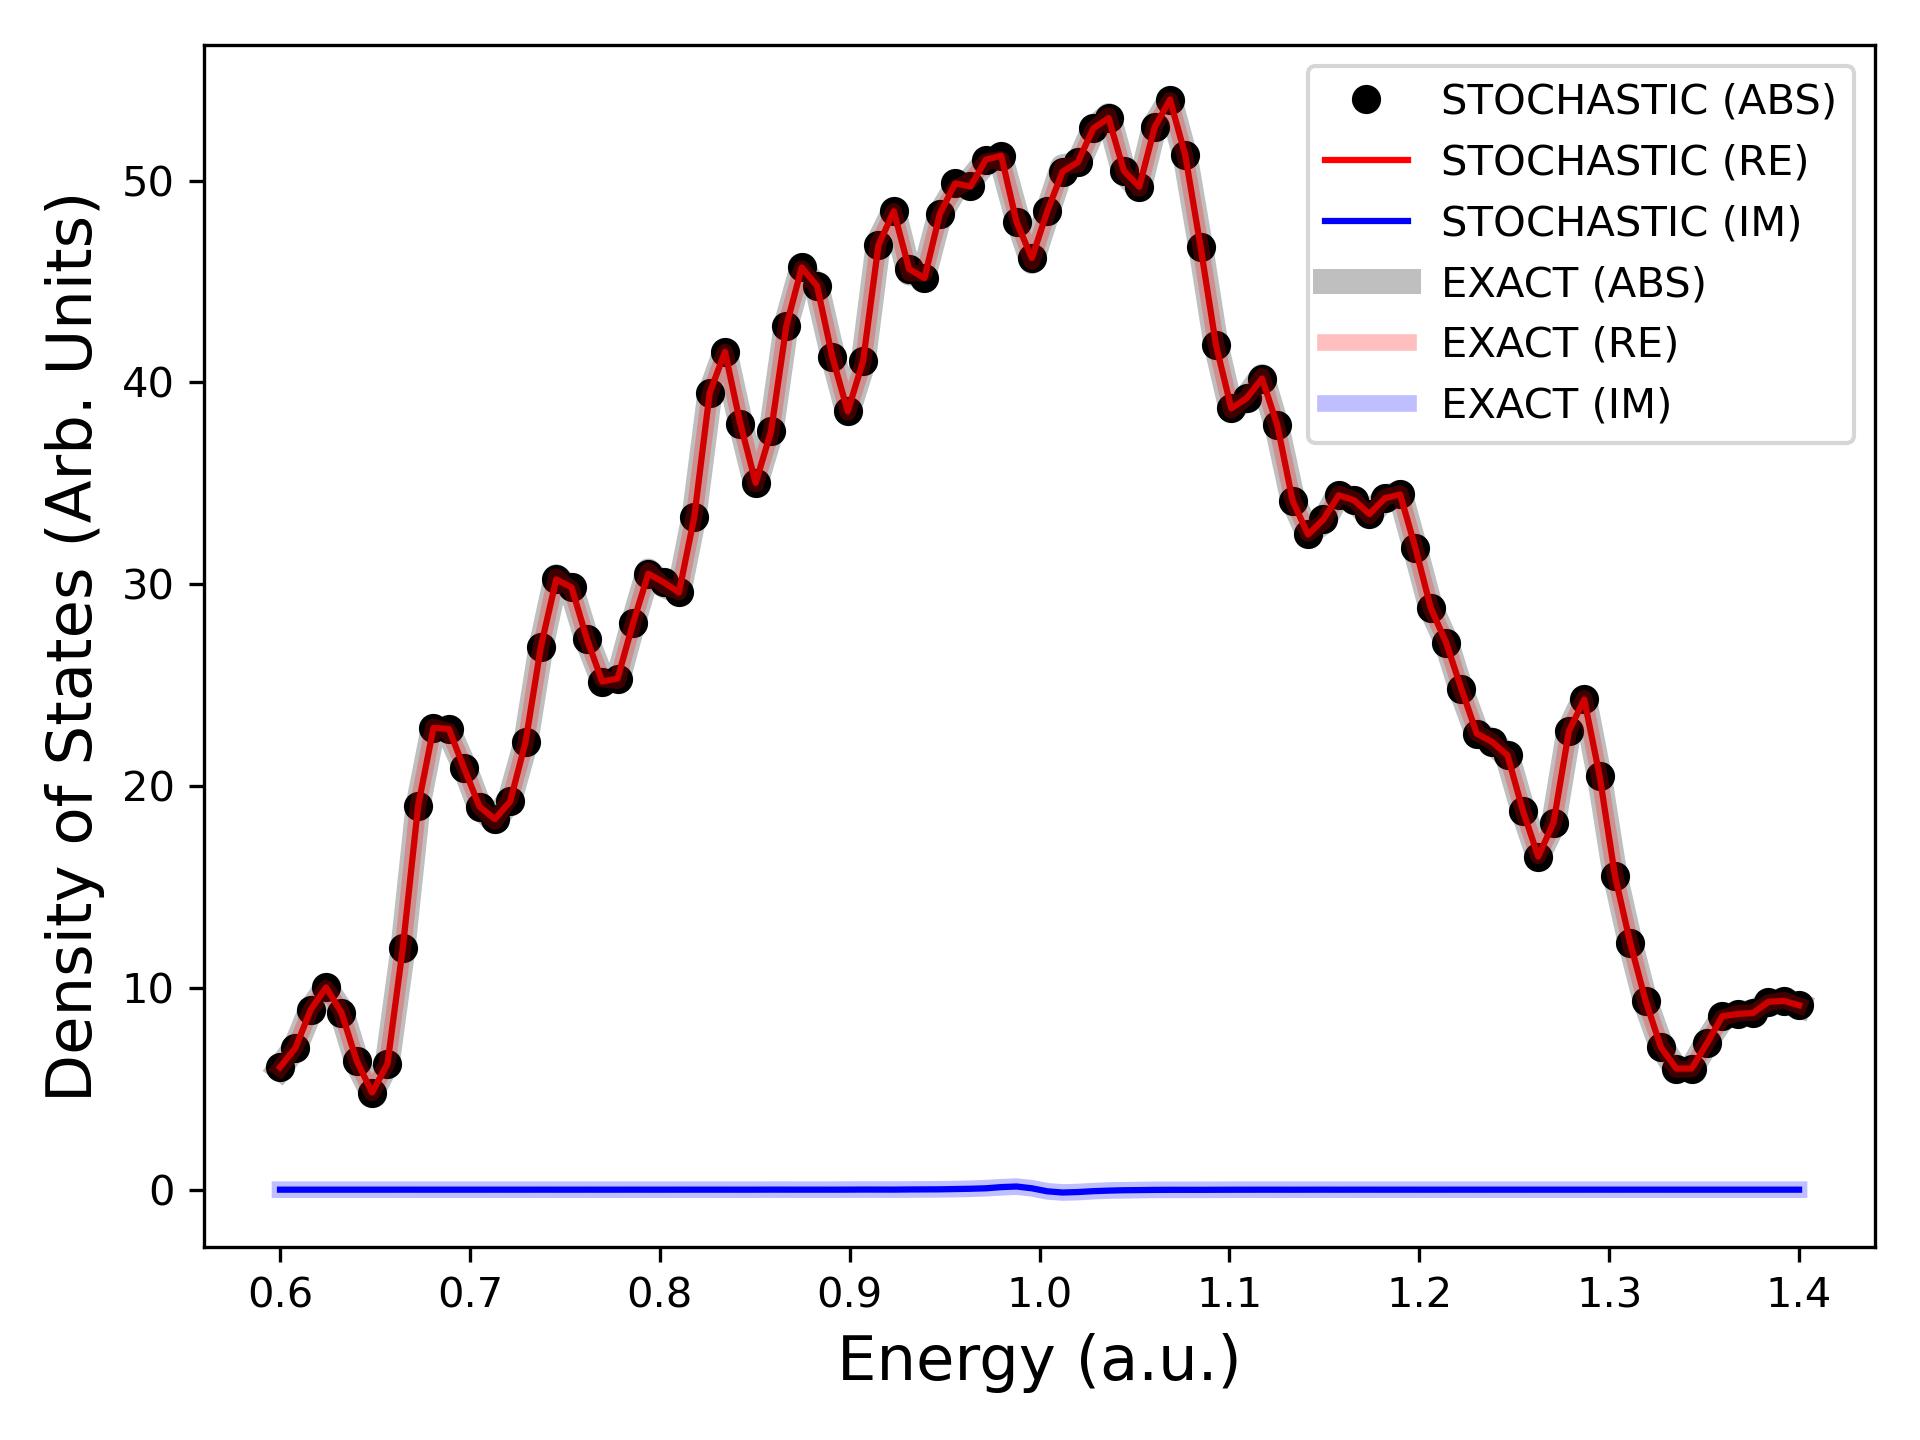 STOCHASTIC (ABS)
STOCHASTIC (RE)
STOCHASTIC (IM)
EXACT (ABS)
EXACT (RE)
EXACT (IM)
Density of States (Arb. Units)
50
40
30
20
10
0
0.6 0.7 0.8 0.9 1.0 1.1 1.2 1.3 1.4
Energy (a.u.)